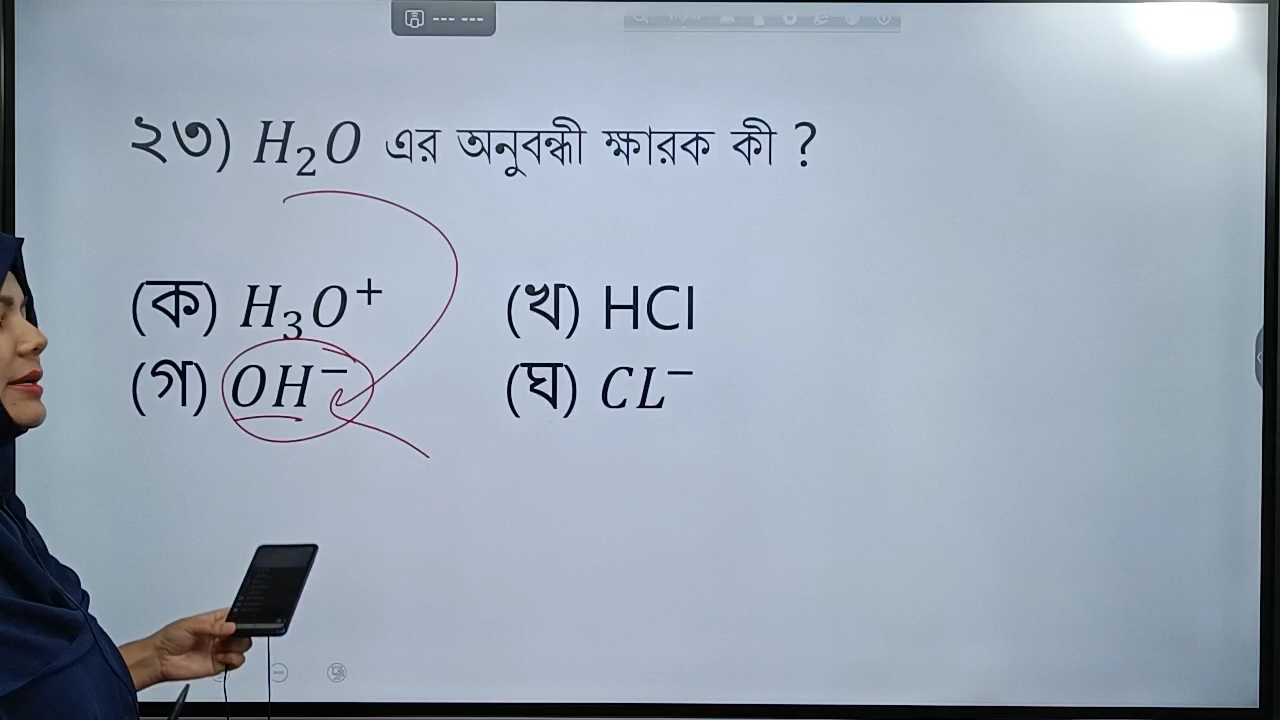 ২৩) H₂O এর অনুবন্ধী ক্ষারক কী ?
(ক) H₃O⁺ (খ) HCl
(গ) OH⁻ (ঘ) CL⁻